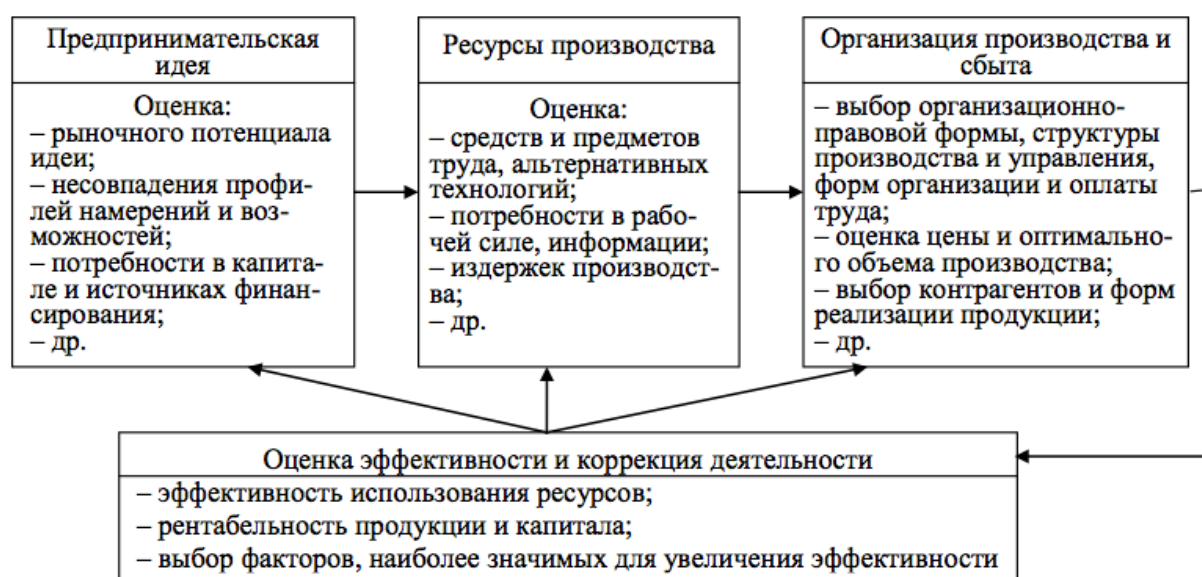 Предпринимательская
идея
Оценка:
– рыночного потенциала
идеи;
– несовпадения профи-
лей намерений и воз-
можностей;
– потребности в капита-
ле и источниках финан-
сирования;
– др.
Ресурсы производства
Оценка:
– средств и предметов
труда, альтернативных
технологий;
– потребности в рабо-
чей силе, информации;
– издержек производст-
ва;
– др.
Организация производства и
сбыта
– выбор организационно-
правовой формы, структуры
производства и управления,
форм организации и оплаты
труда;
– оценка цены и оптимально-
го объема производства;
– выбор контрагентов и форм
реализации продукции;
– др.
Оценка эффективности и коррекция деятельности
– эффективность использования ресурсов;
– рентабельность продукции и капитала;
– выбор факторов, наиболее значимых для увеличения эффективности